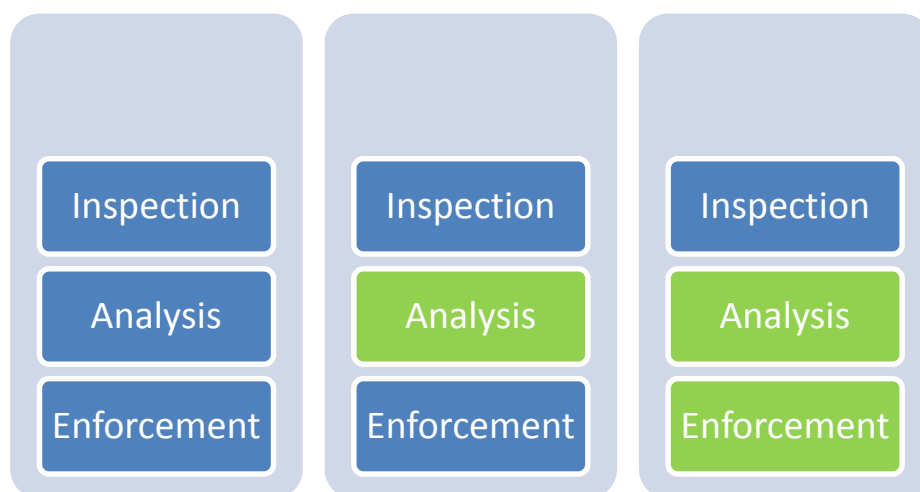 Inspection
Analysis
Enforcement
Inspection
Analysis
Enforcement
Inspection
Analysis
Enforcement